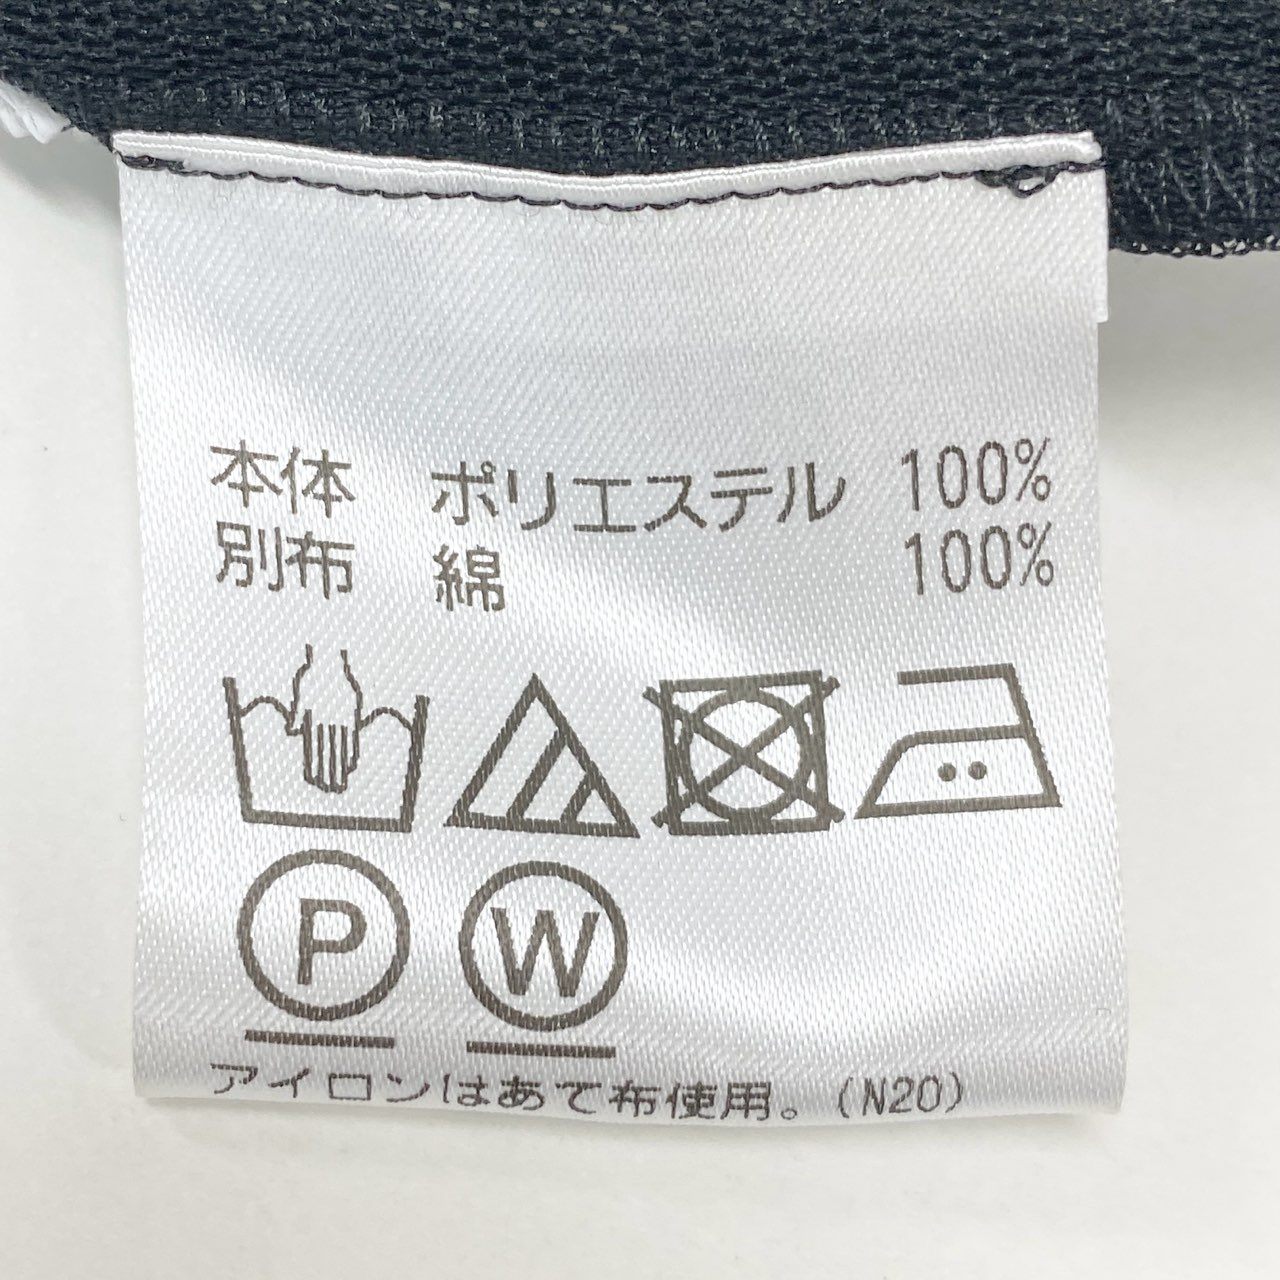 本体 ポリエステル 100%
別布 綿 100%
P W
アイロンはあて布使用。(N20)